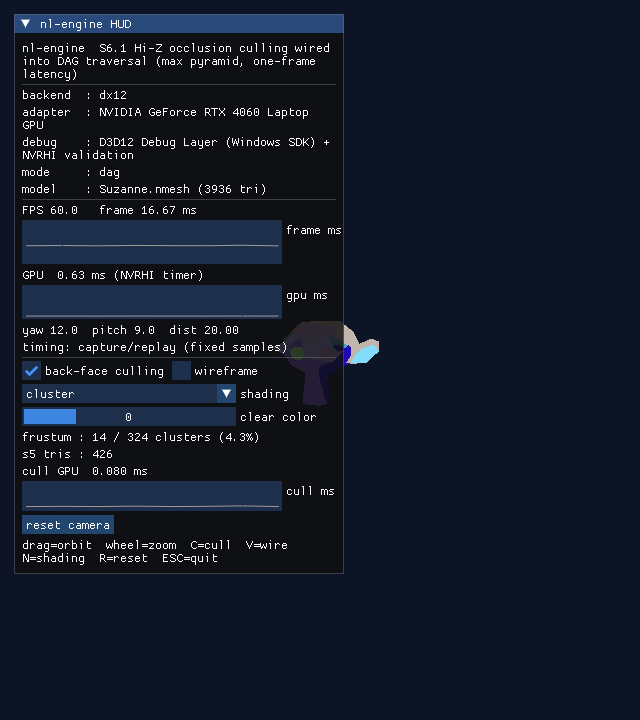 nl-engine HUD
nl-engine  S6.1 Hi-Z occlusion culling wired
into DAG traversal (max pyramid, one-frame
latency)
backend  : dx12
adapter  : NVIDIA GeForce RTX 4060 Laptop
GPU
debug    : D3D12 Debug Layer (Windows SDK) +
NVRHI validation
mode     : dag
model    : Suzanne.nmesh (3936 tri)
FPS 60.0   frame 16.67 ms
frame ms
GPU  0.63 ms (NVRHI timer)
gpu ms
yaw 12.0  pitch 9.0  dist 20.00
timing: capture/replay (fixed samples)
back-face culling  wireframe
cluster  shading
0  clear color
frustum : 14 / 324 clusters (4.3%)
s5 tris : 426
cull GPU  0.080 ms
cull ms
reset camera
drag=orbit  wheel=zoom  C=cull  V=wire
N=shading  R=reset  ESC=quit